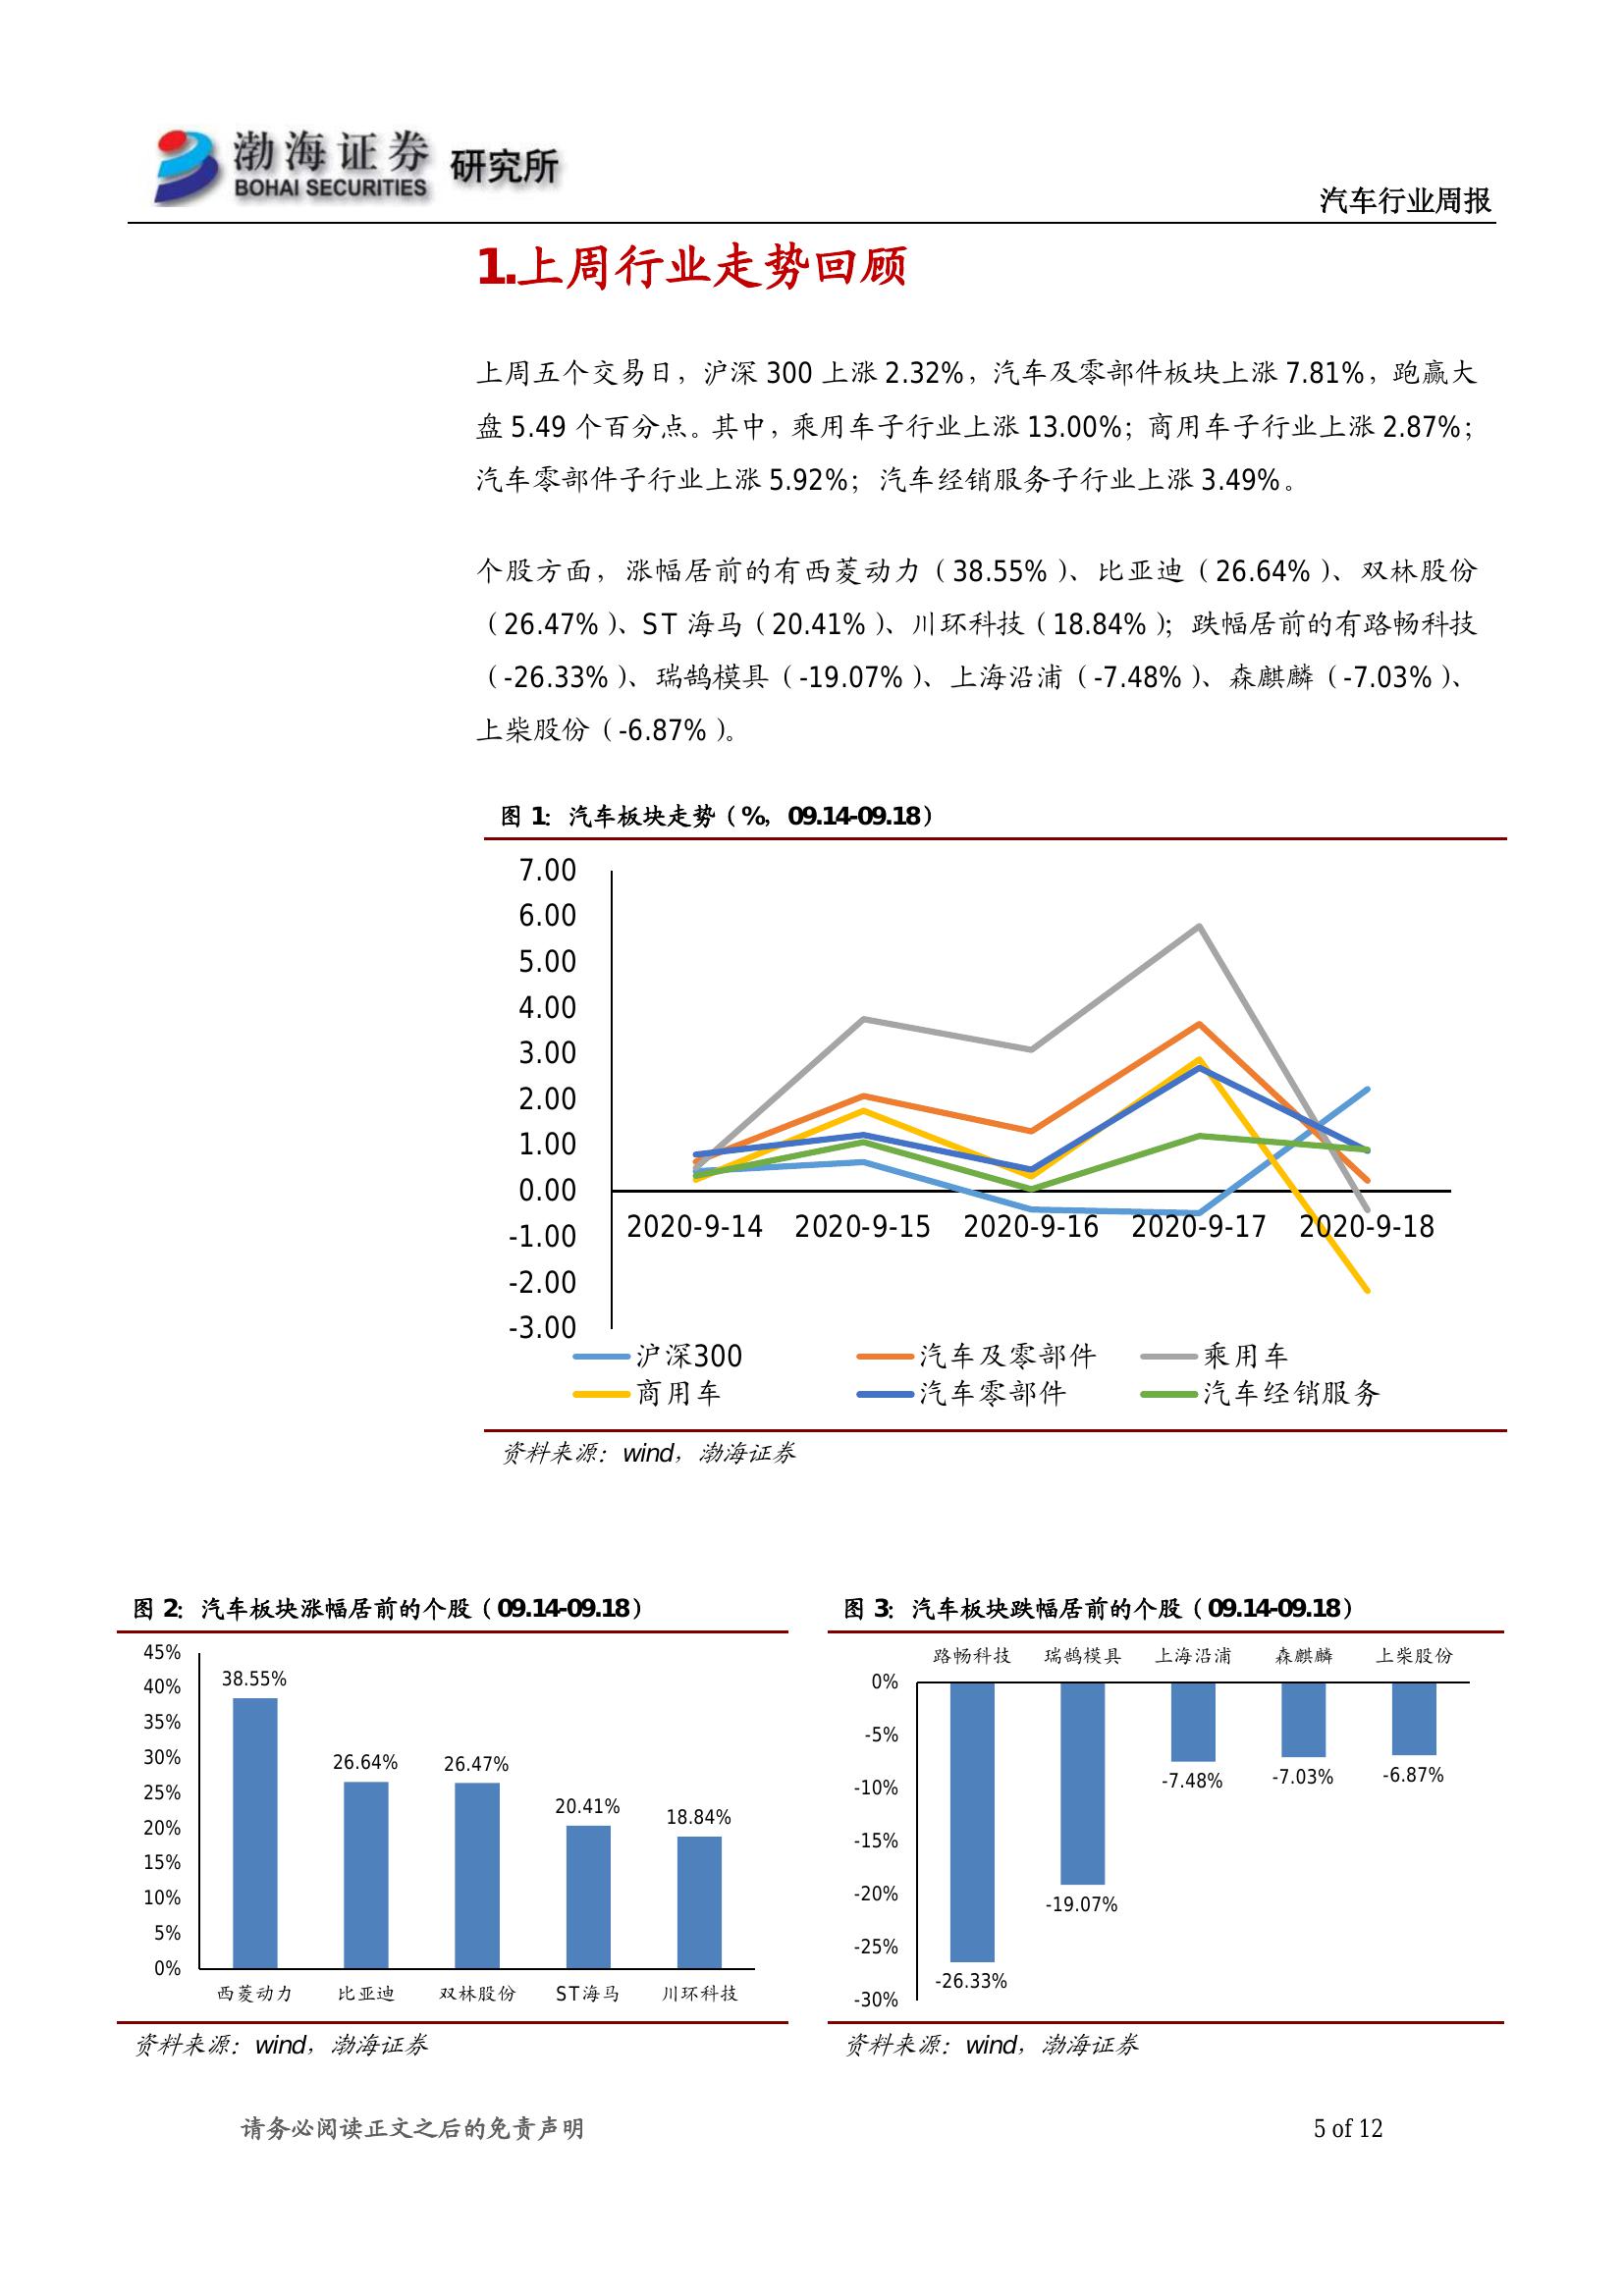 渤海证券 研究所
BOHAI SECURITIES
汽车行业周报
1.上周行业走势回顾
上周五个交易日，沪深 300 上涨 2.32%，汽车及零部件板块上涨 7.81%，跑赢大
盘 5.49 个百分点。其中，乘用车子行业上涨 13.00%；商用车子行业上涨 2.87%；
汽车零部件子行业上涨 5.92%；汽车经销服务子行业上涨 3.49%。
个股方面，涨幅居前的有西菱动力（38.55%）、比亚迪（26.64%）、双林股份
（26.47%）、ST 海马（20.41%）、川环科技（18.84%）；跌幅居前的有路畅科技
（-26.33%）、瑞鹄模具（-19.07%）、上海沿浦（-7.48%）、森麒麟（-7.03%）、
上柴股份（-6.87%）。
图 1：汽车板块走势（%，09.14-09.18）
7.00
6.00
5.00
4.00
3.00
2.00
1.00
0.00
-1.00
-2.00
-3.00
2020-9-14 2020-9-15 2020-9-16 2020-9-17 2020-9-18
沪深300 汽车及零部件 乘用车
商用车 汽车零部件 汽车经销服务
资料来源：wind，渤海证券
图 2：汽车板块涨幅居前的个股（09.14-09.18）
45%
40%
35%
30%
25%
20%
15%
10%
5%
0%
38.55%
26.64%
26.47%
20.41%
18.84%
西菱动力 比亚迪 双林股份 ST海马 川环科技
资料来源：wind，渤海证券
图 3：汽车板块跌幅居前的个股（09.14-09.18）
路畅科技 瑞鹄模具 上海沿浦 森麒麟 上柴股份
0%
-5%
-10%
-15%
-20%
-25%
-30%
-26.33%
-19.07%
-7.48%
-7.03%
-6.87%
资料来源：wind，渤海证券
请务必阅读正文之后的免责声明
5 of 12